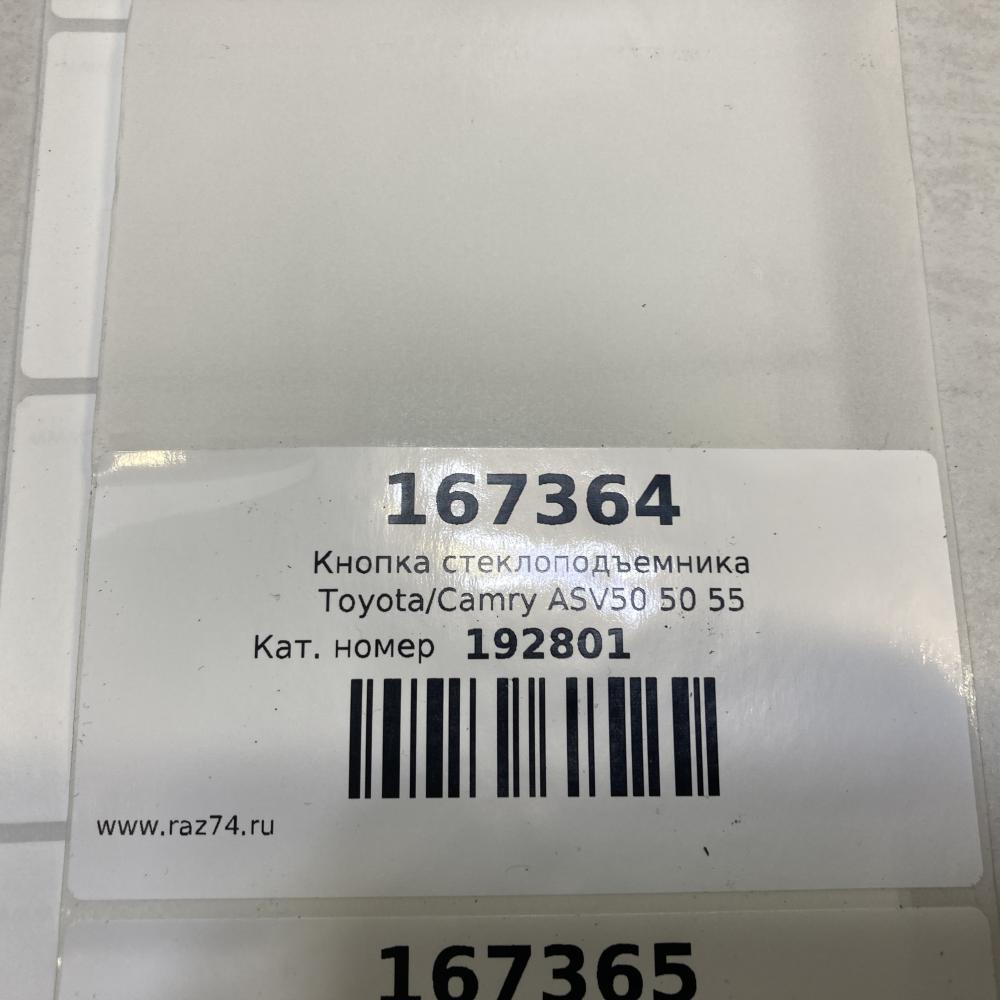 167364
Кнопка стеклоподъемника
Toyota/Camry ASV50 50 55
Кат. номер 192801
www.raz74.ru
167365